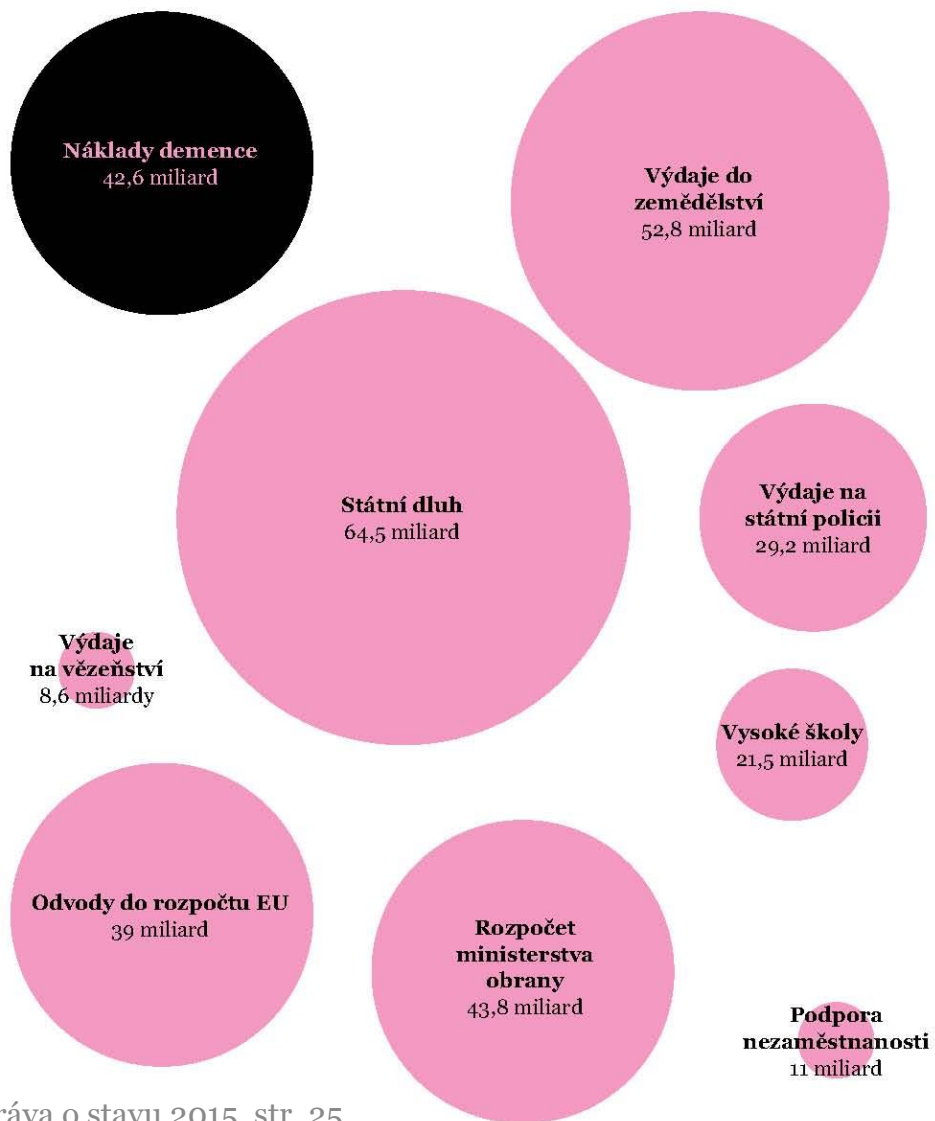 Náklady demence
42,6 miliard
Výdaje do
zemědělství
52,8 miliard
Státní dluh
64,5 miliard
Výdaje na
státní policii
29,2 miliard
Výdaje
na vězeňství
8,6 miliardy
Vysoké školy
21,5 miliard
Odvody do rozpočtu EU
39 miliard
Rozpočet
ministerstva
obrany
43,8 miliard
Podpora
nezaměstnanosti
11 miliard
ráva o stavu 2015, str. 25